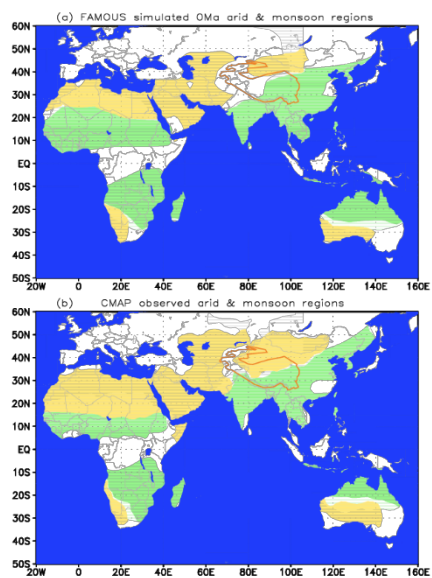 (a) FAMOUS simulated 0Ma arid & monsoon regions
60N
50N
40N
30N
20N
10N
EQ
10S
20S
30S
40S
50S
20W 0 20E 40E 60E 80E 100E 120E 140E 160E
(b) CMAP observed arid & monsoon regions
60N
50N
40N
30N
20N
10N
EQ
10S
20S
30S
40S
50S
20W 0 20E 40E 60E 80E 100E 120E 140E 160E